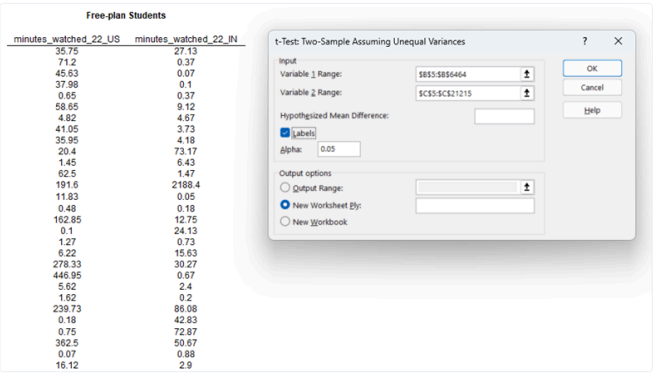 Free-plan Students
minutes_watched_22_US minutes_watched_22_IN
35.75 27.13
71.2 0.37
45.63 0.07
37.98 0.1
0.65 0.37
58.65 9.12
4.82 4.67
41.05 3.73
35.95 4.18
20.4 73.17
1.45 6.43
62.5 1.47
191.6 2188.4
11.83 0.05
0.48 0.18
162.85 12.75
0.1 24.13
1.27 0.73
6.22 15.63
278.33 30.27
446.95 0.67
5.62 2.4
1.62 0.2
239.73 86.08
0.18 42.83
0.75 72.87
362.5 50.67
0.07 0.88
16.12 2.9
t-Test: Two-Sample Assuming Unequal Variances ? ×
Input
Variable 1 Range: $B$5:$B$6464
Variable 2 Range: $C$5:$C$21215
Hypothesized Mean Difference:
Labels
Alpha: 0.05
OK
Cancel
Help
Output options
Output Range:
New Worksheet Ply:
New Workbook